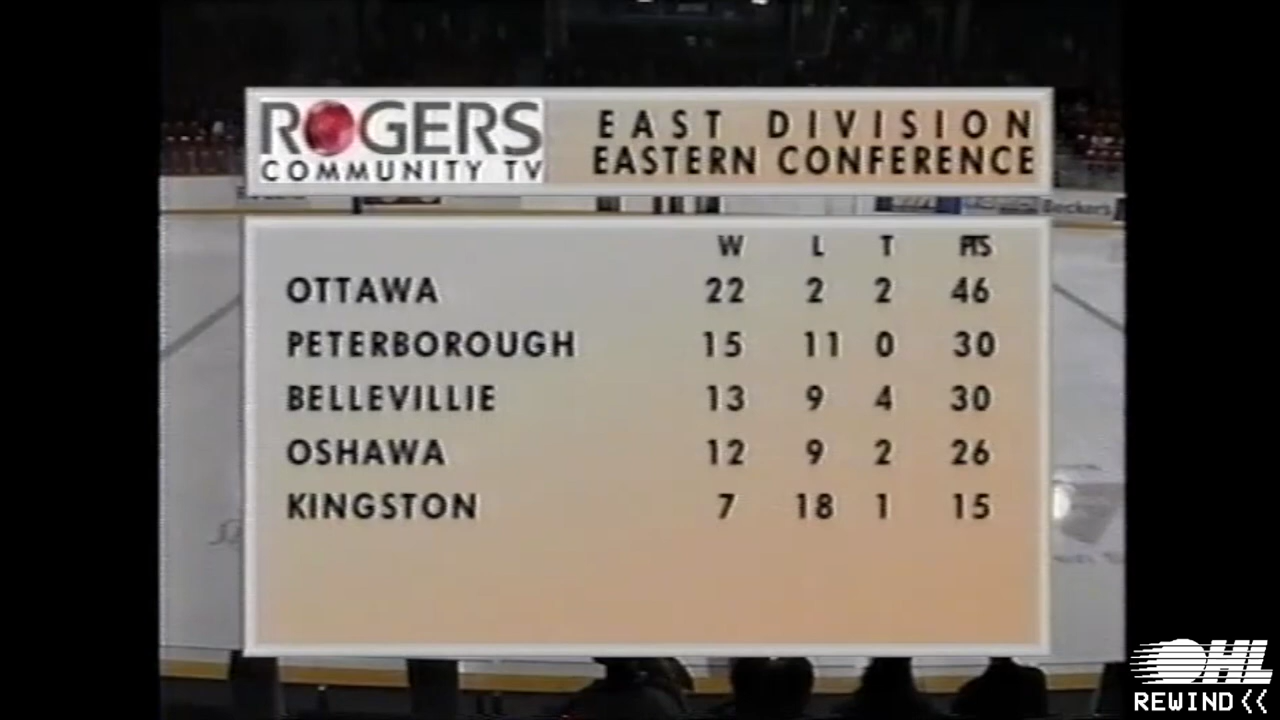 ROGERS
COMMUNITY TV
EAST DIVISION
EASTERN CONFERENCE
W L T PTS
OTTAWA 22 2 2 46
PETERBOROUGH 15 11 0 30
BELLEVILLIE 13 9 4 30
OSHAWA 12 9 2 26
KINGSTON 7 18 1 15
Beckers
OHL
REWIND